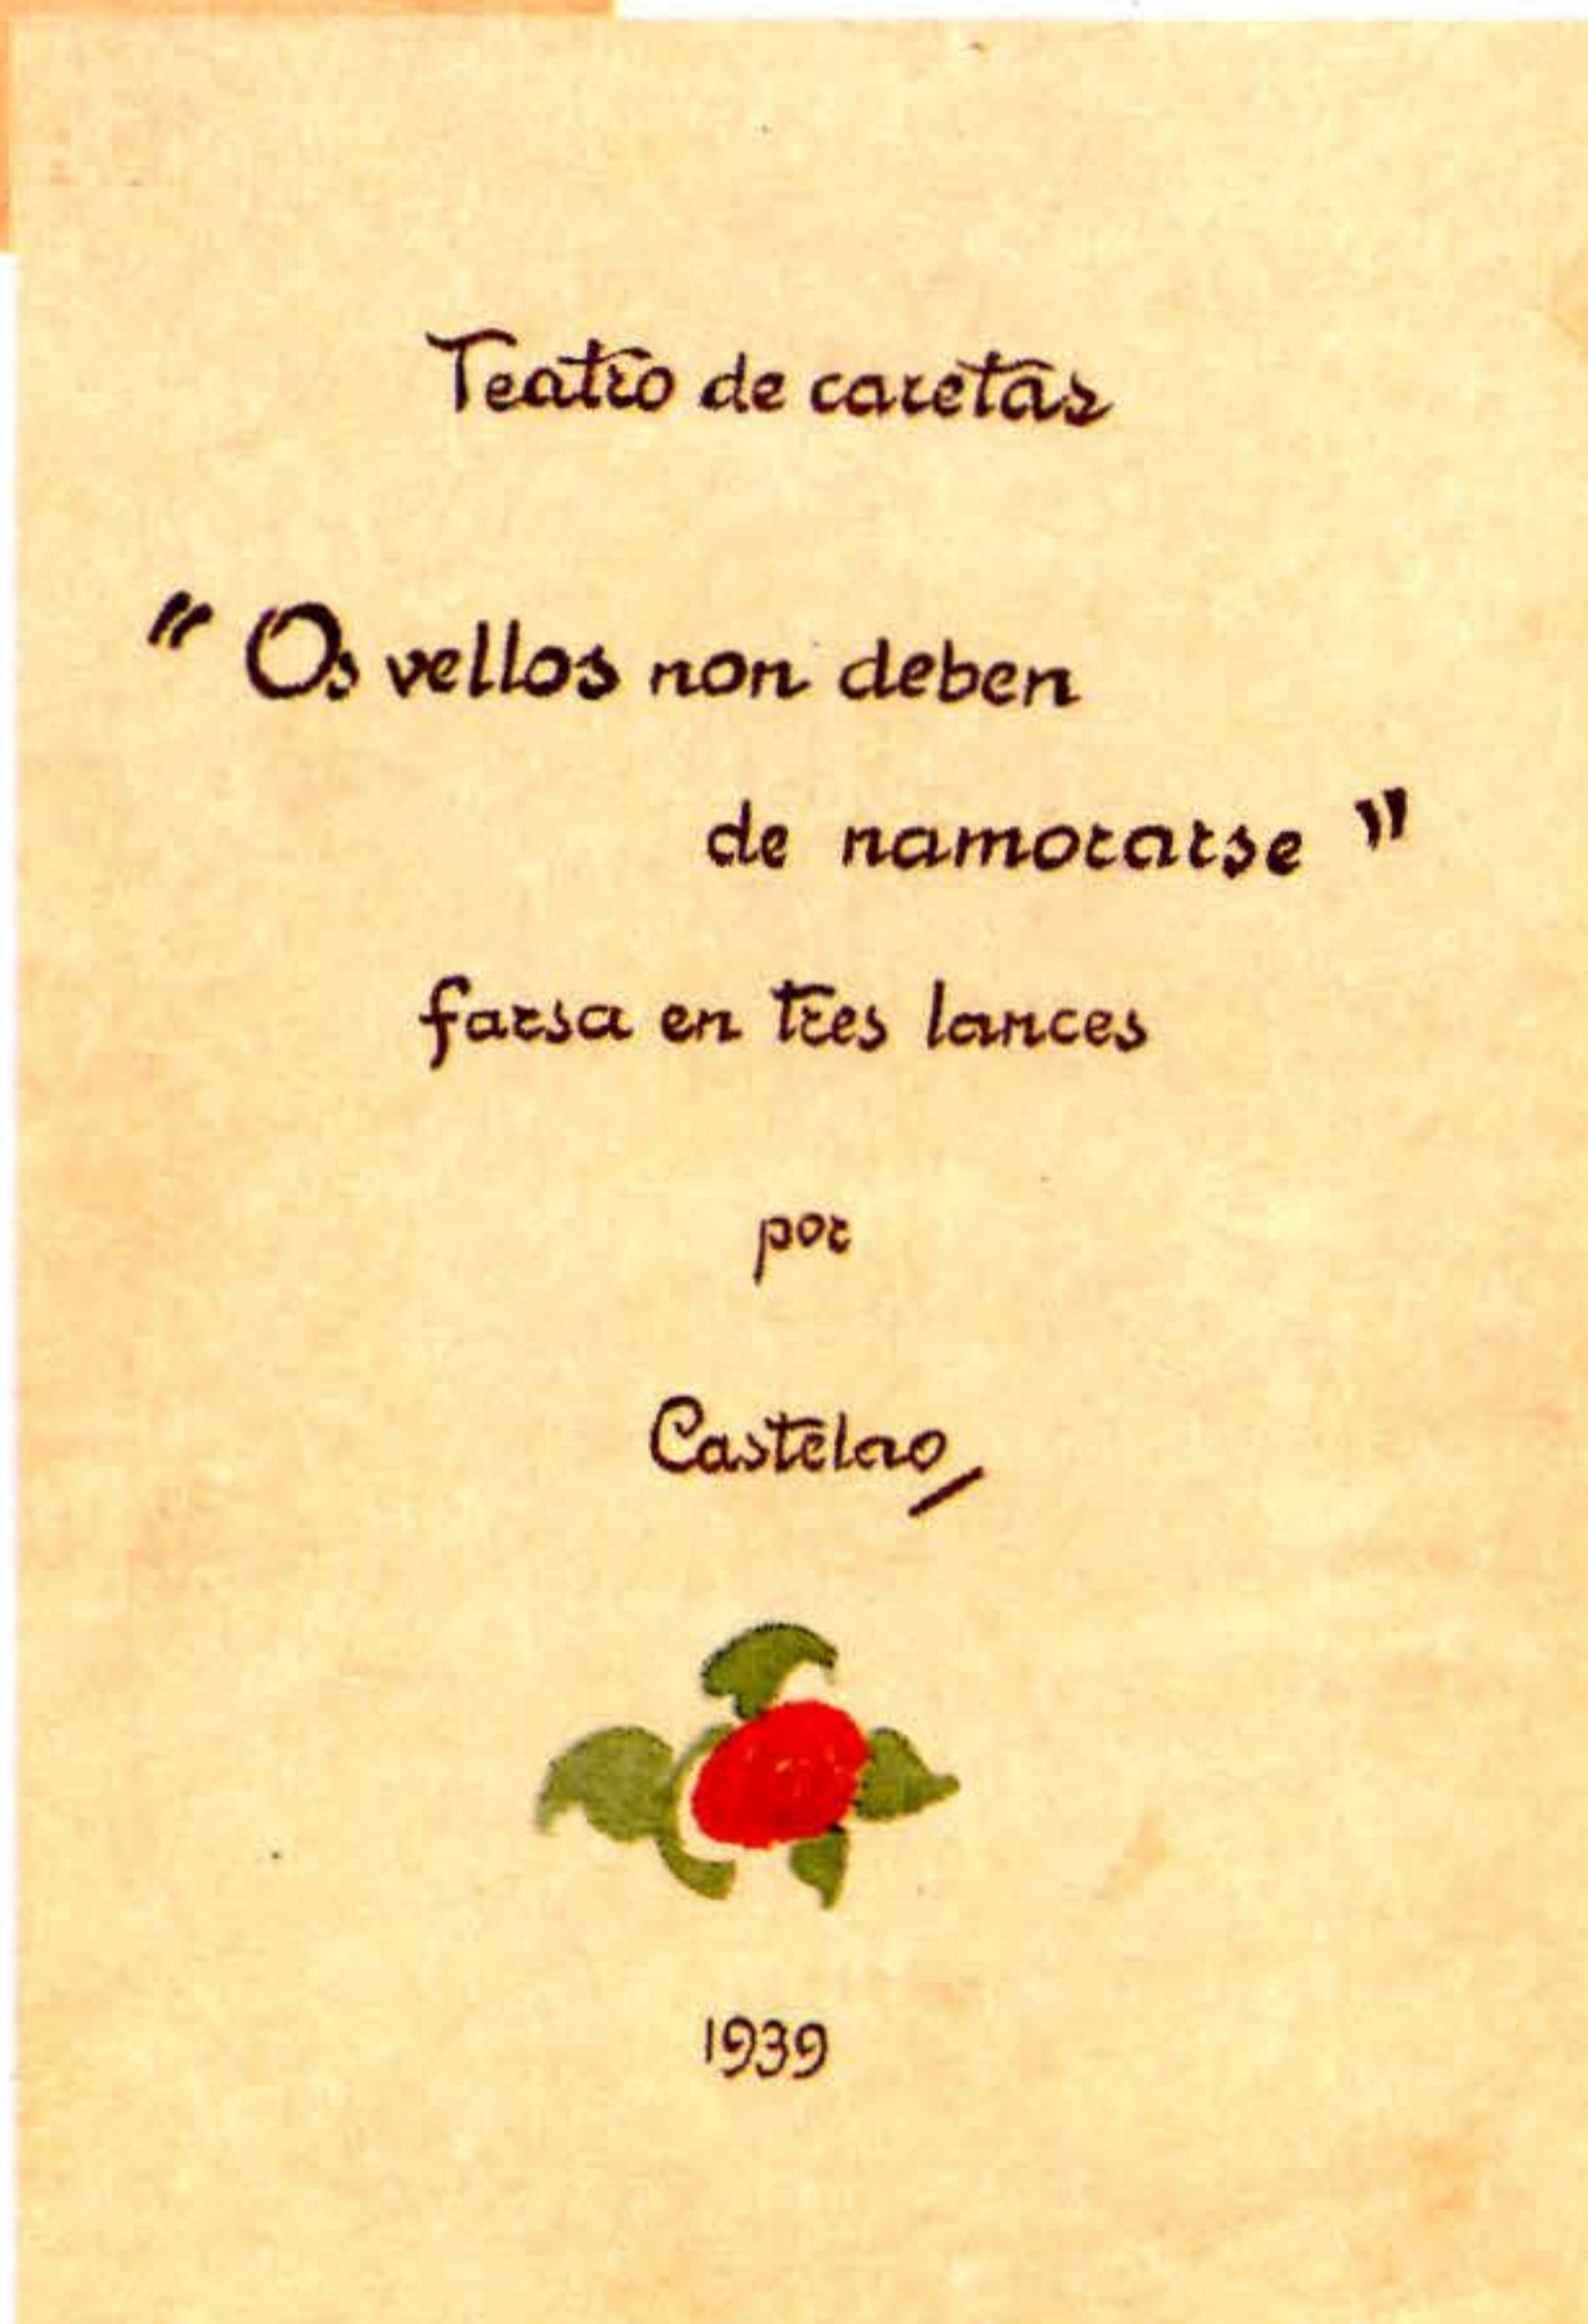 Teatro de caretas
"Os vellos non deben
de namorarse"
farsa en tres lances
por
Castelao
1939